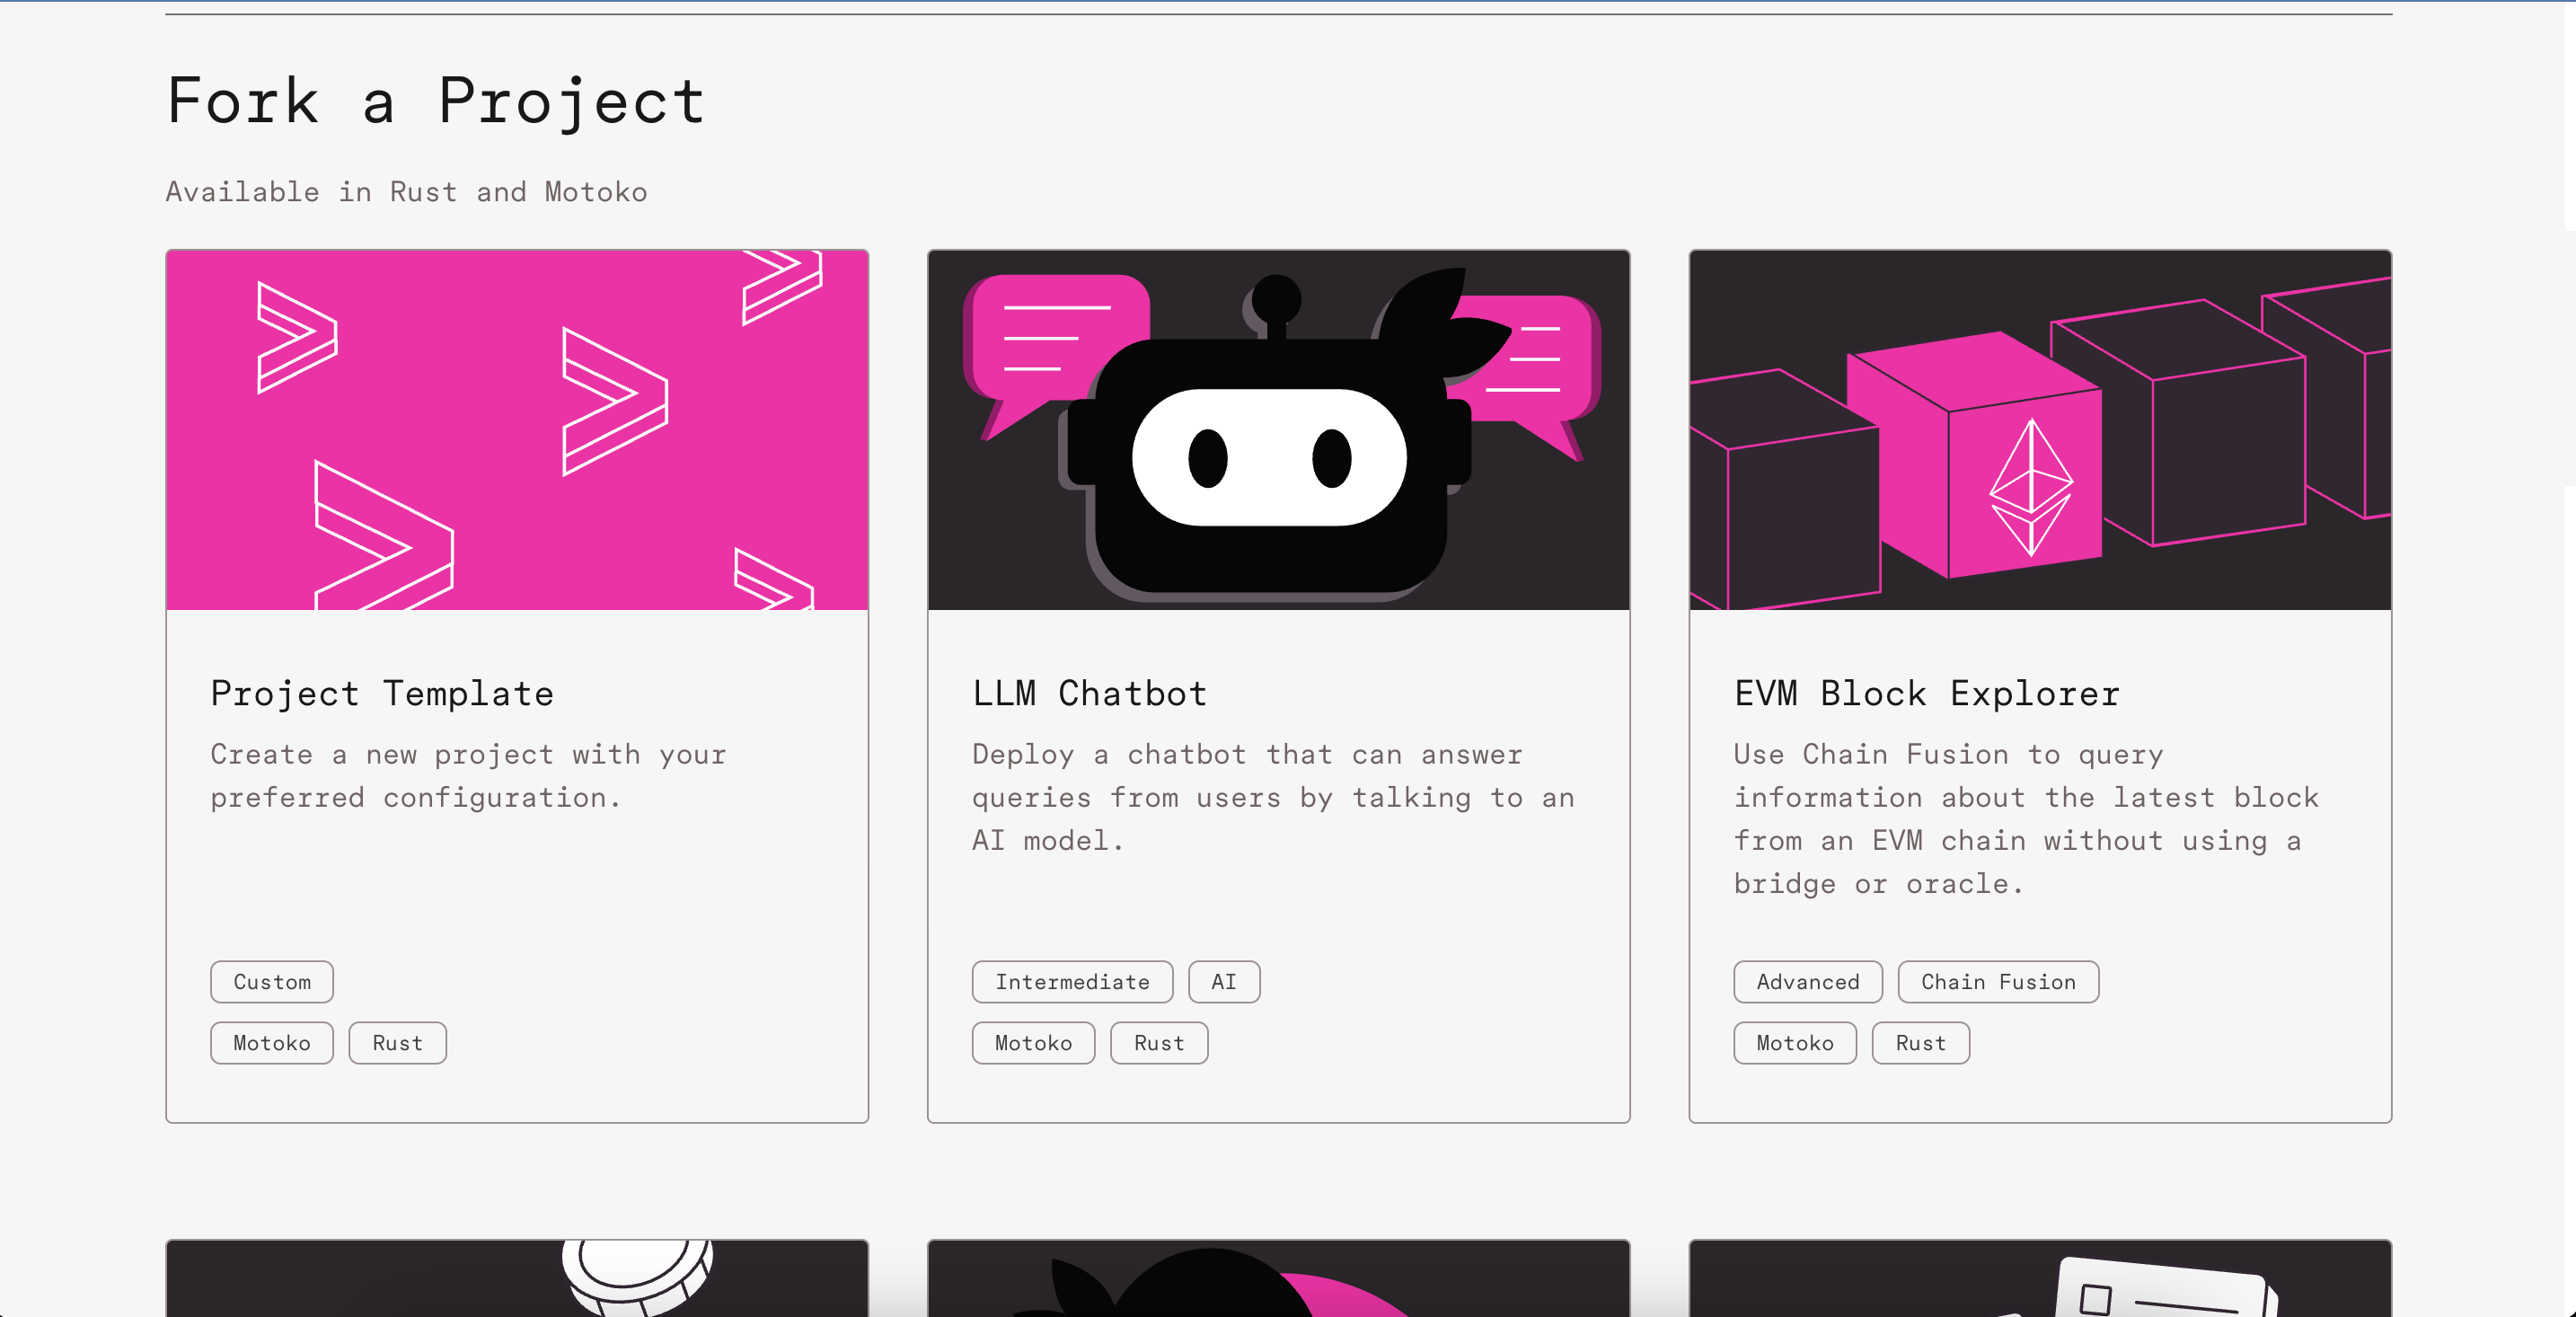 Fork a Project
Available in Rust and Motoko
Project Template
Create a new project with your
preferred configuration.
Custom
Motoko
Rust
LLM Chatbot
Deploy a chatbot that can answer
queries from users by talking to an
AI model.
Intermediate
AI
Motoko
Rust
EVM Block Explorer
Use Chain Fusion to query
information about the latest block
from an EVM chain without using a
bridge or oracle.
Advanced
Chain Fusion
Motoko
Rust